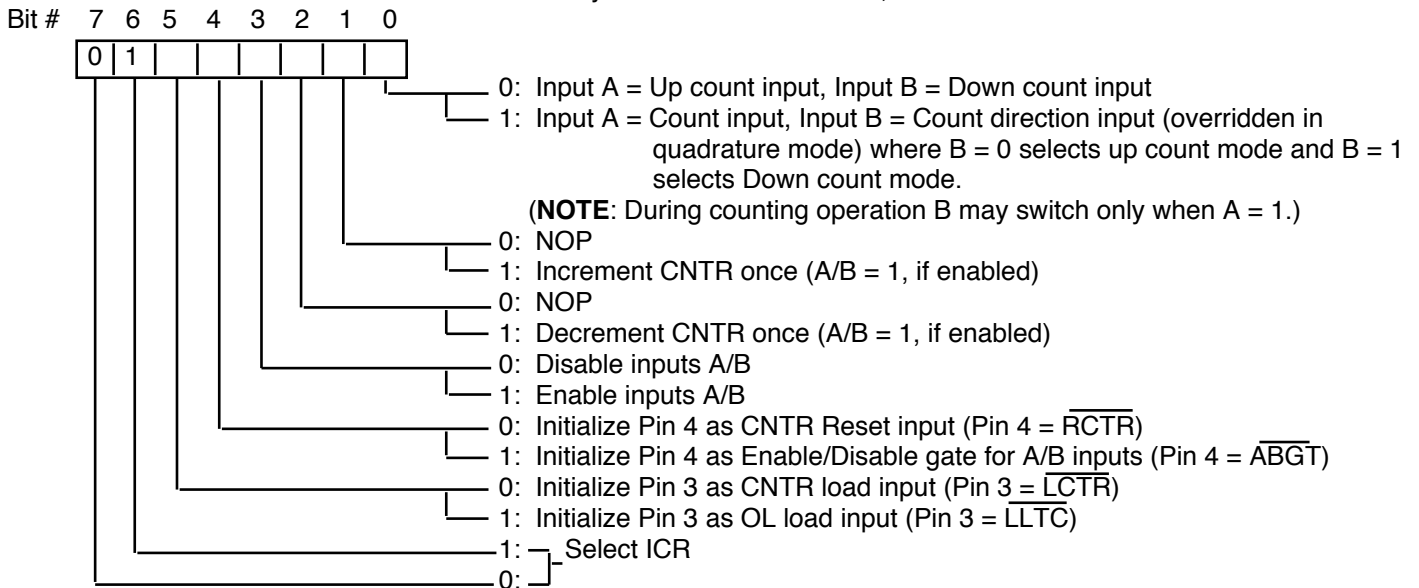 Bit # 7 6 5 4 3 2 1 0
0 1
0: Input A = Up count input, Input B = Down count input
1: Input A = Count input, Input B = Count direction input (overridden in
quadrature mode) where B = 0 selects up count mode and B = 1
selects Down count mode.
(NOTE: During counting operation B may switch only when A = 1.)
0: NOP
1: Increment CNTR once (A/B = 1, if enabled)
0: NOP
1: Decrement CNTR once (A/B = 1, if enabled)
0: Disable inputs A/B
1: Enable inputs A/B
0: Initialize Pin 4 as CNTR Reset input (Pin 4 = R̅C̅T̅R̅)
1: Initialize Pin 4 as Enable/Disable gate for A/B inputs (Pin 4 = A̅B̅G̅T̅)
0: Initialize Pin 3 as CNTR load input (Pin 3 = L̅C̅T̅R̅)
1: Initialize Pin 3 as OL load input (Pin 3 = L̅L̅T̅C̅)
1: Select ICR
0: